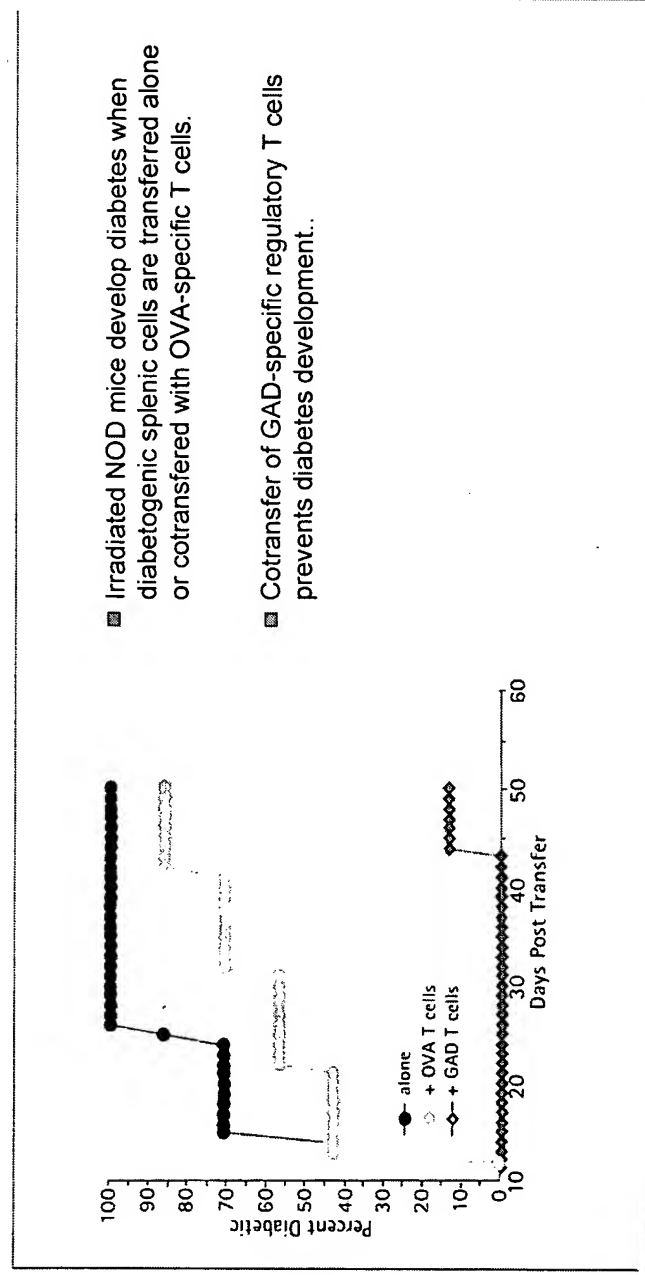 Irradiated NOD mice develop diabetes when
diabetogenic splenic cells are transferred alone
or cotransfered with OVA-specific T cells.
Cotransfer of GAD-specific regulatory T cells
prevents diabetes development..
Percent Diabetic
100
90
80
70
60
50
40
30
20
10
0
alone
+ OVA T cells
+ GAD T cells
10 20 30 40 50 60
Days Post Transfer